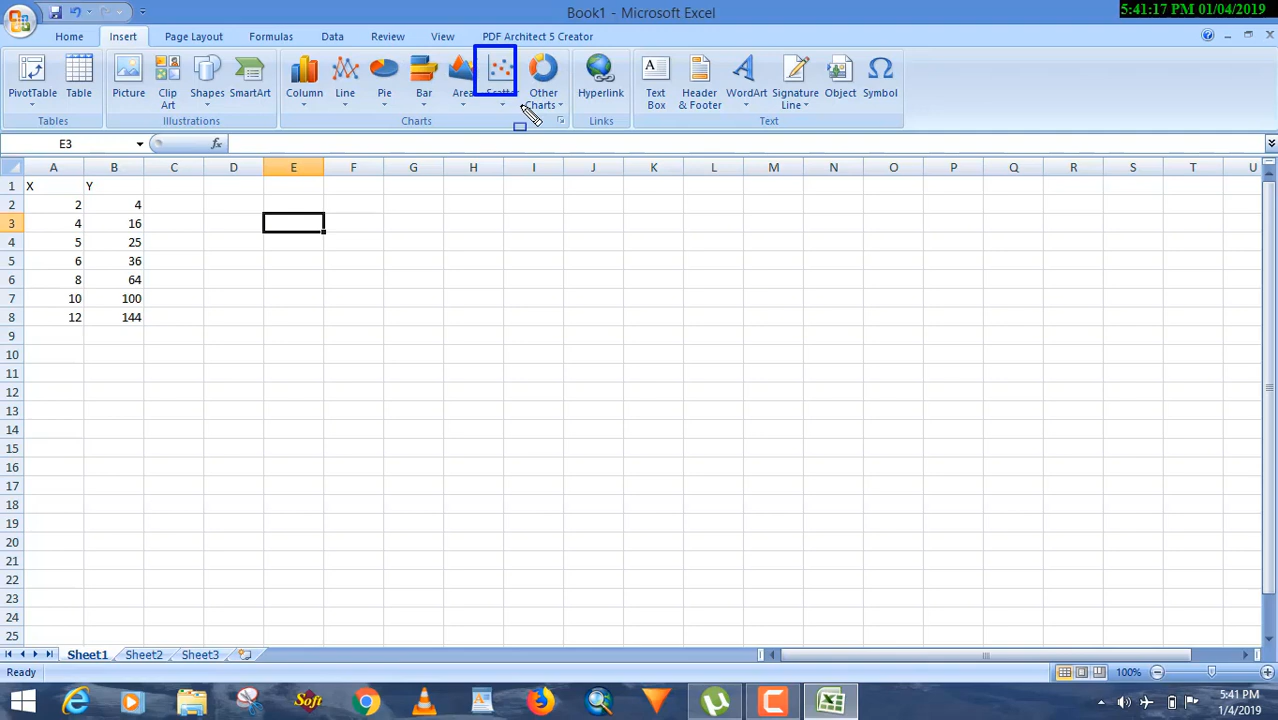 5:41:17 PM 01/04/2019
Book1 - Microsoft Excel
Home Insert Page Layout Formulas Data Review View PDF Architect 5 Creator
PivotTable Table Picture Clip Art Shapes SmartArt Column Line Pie Bar Area Scatter Other Charts Hyperlink Text Box Header & Footer WordArt Signature Line Object Symbol
Tables Illustrations Charts Links Text
E3 fx
A B C D E F G H I J K L M N O P Q R S T U
1 X Y
2 2 4
3 4 16
4 5 25
5 6 36
6 8 64
7 10 100
8 12 144
9
10
11
12
13
14
15
16
17
18
19
20
21
22
23
24
25
Sheet1 Sheet2 Sheet3
Ready 100%
Soft
5:41 PM
1/4/2019